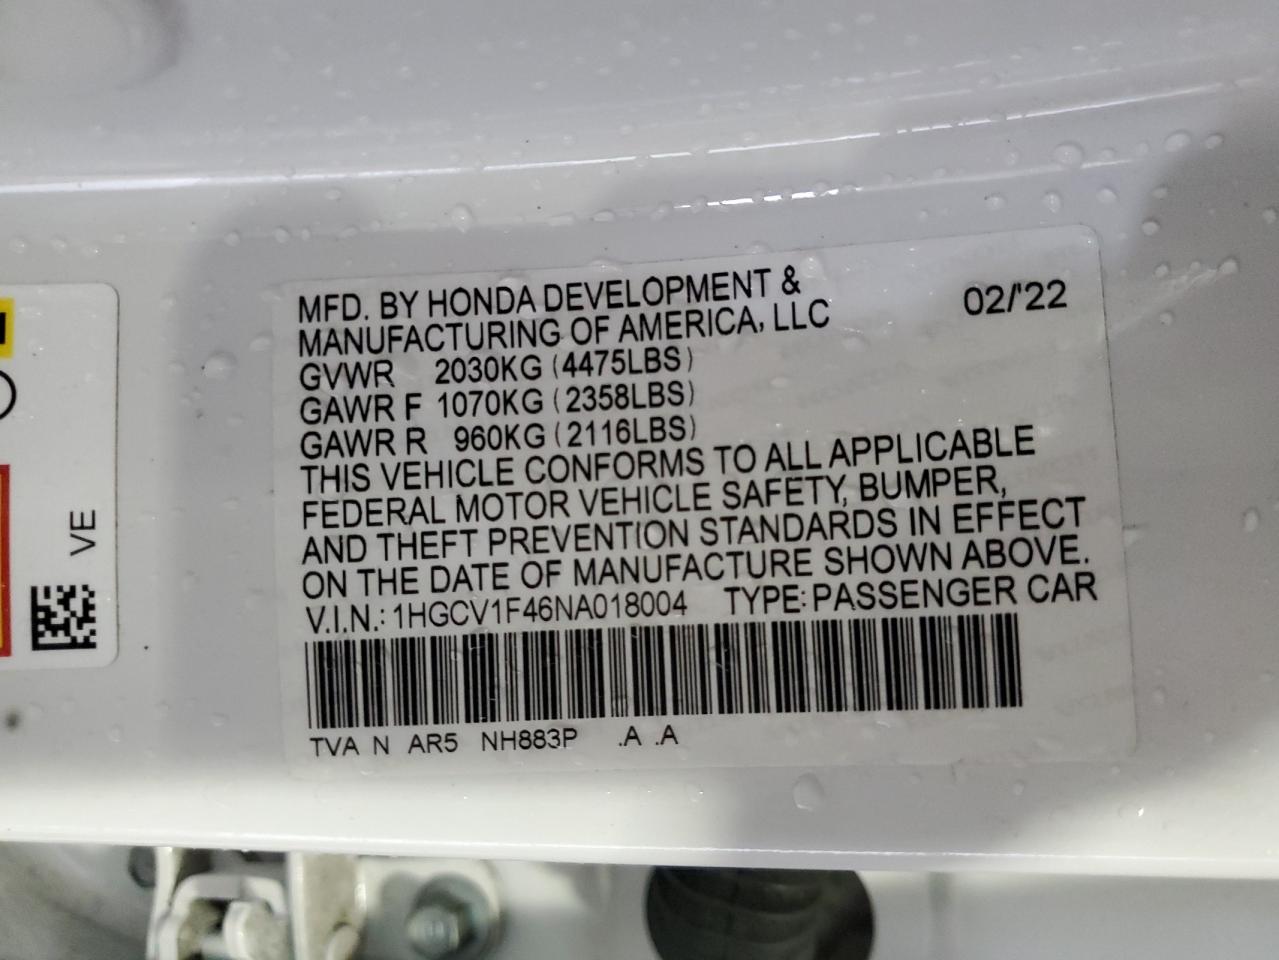 MFD. BY HONDA DEVELOPMENT &
MANUFACTURING OF AMERICA, LLC 02/'22
GVWR 2030KG (4475LBS)
GAWR F 1070KG (2358LBS)
GAWR R 960KG (2116LBS)
THIS VEHICLE CONFORMS TO ALL APPLICABLE
FEDERAL MOTOR VEHICLE SAFETY, BUMPER,
AND THEFT PREVENTION STANDARDS IN EFFECT
ON THE DATE OF MANUFACTURE SHOWN ABOVE.
V.I.N.: 1HGCV1F46NA018004 TYPE: PASSENGER CAR
TVA N AR5 NH883P .A .A
VE